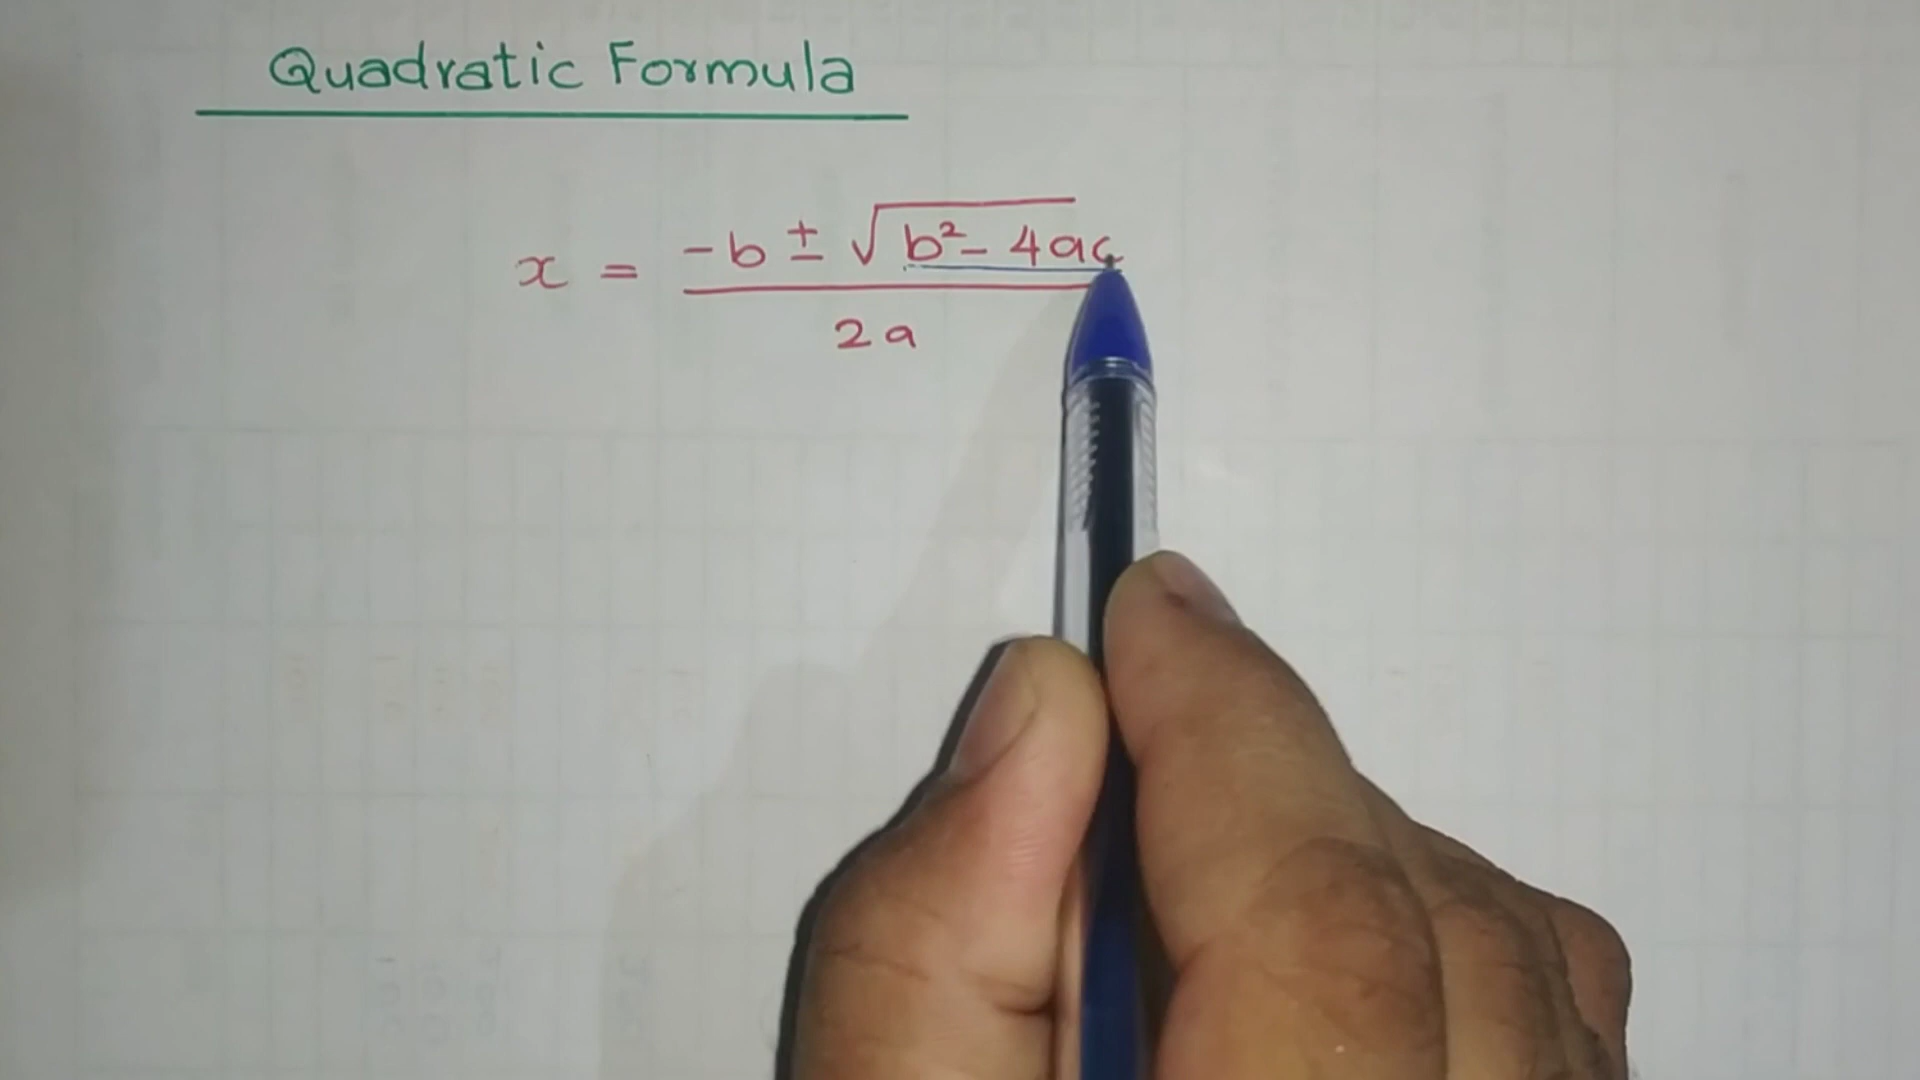 Quadratic Formula
x = -b ± √b² - 4ac
2a